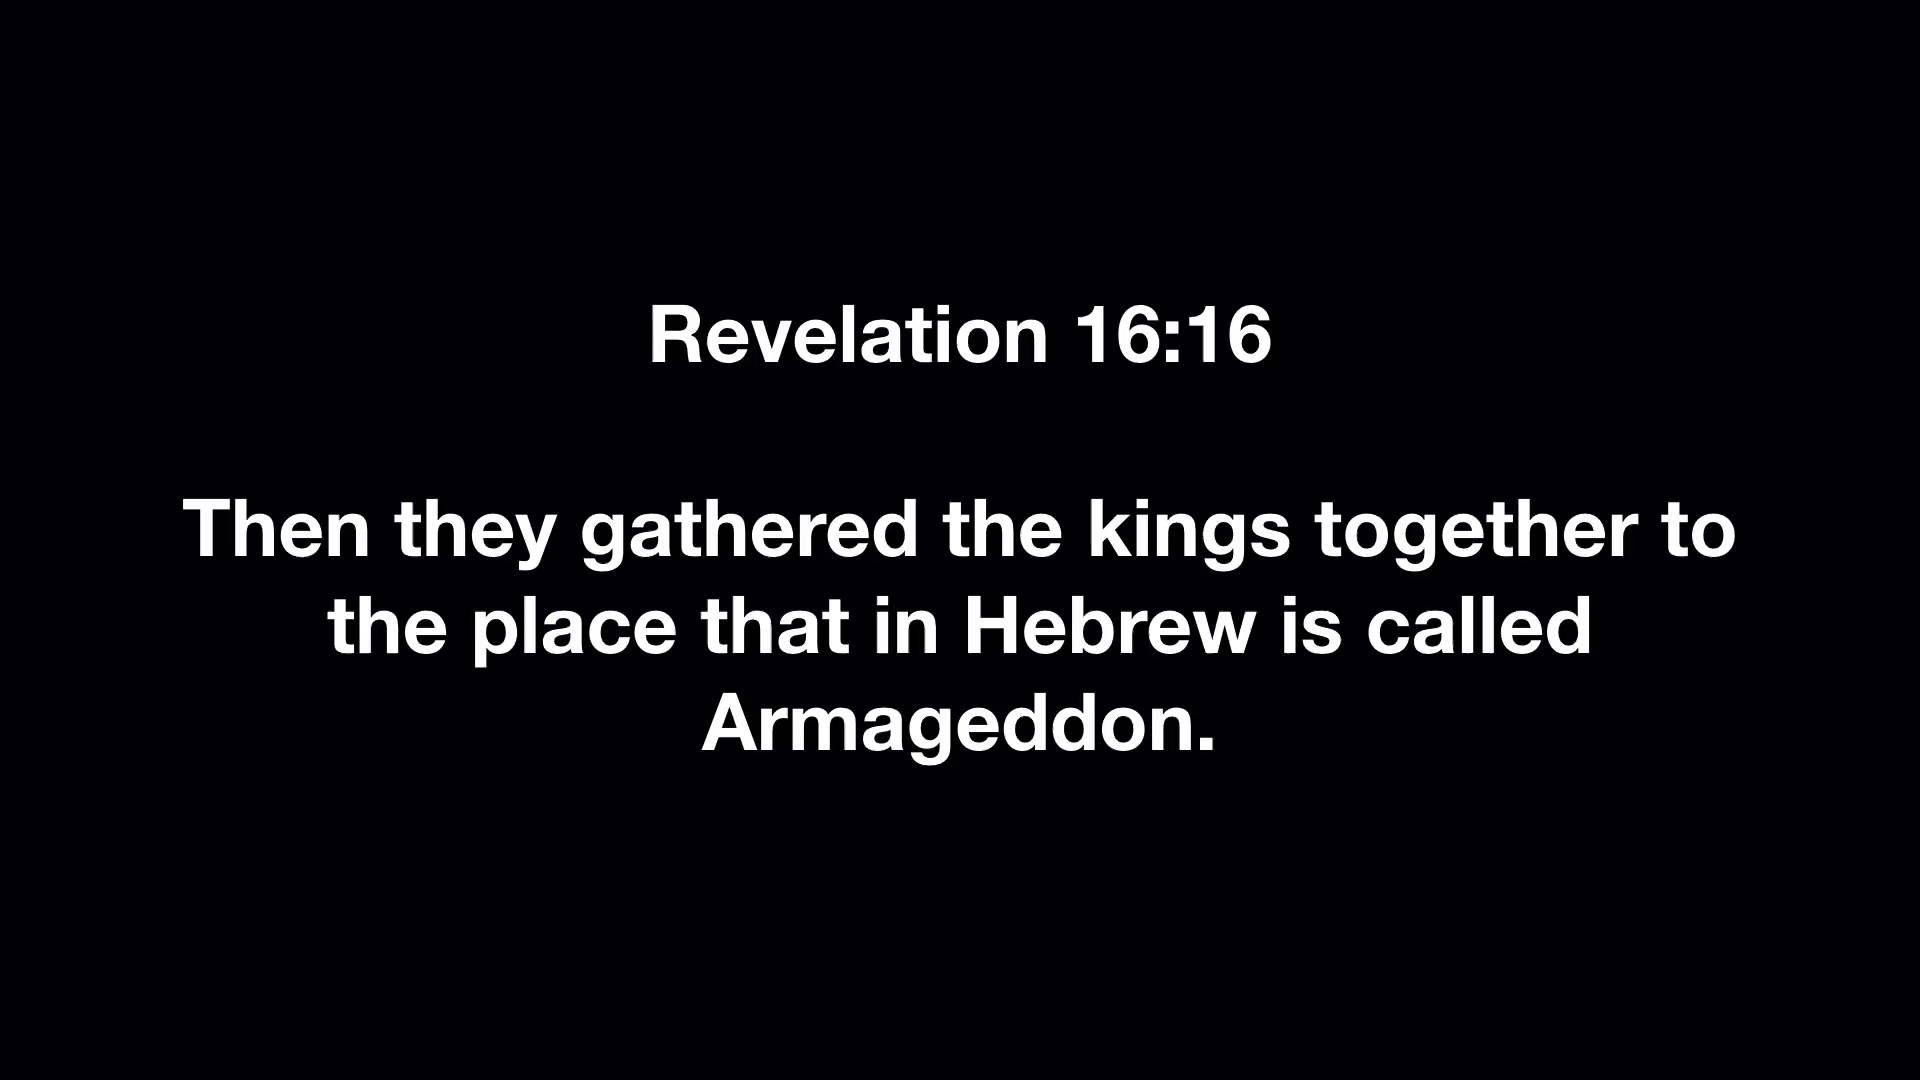 Revelation 16:16
Then they gathered the kings together to
the place that in Hebrew is called
Armageddon.